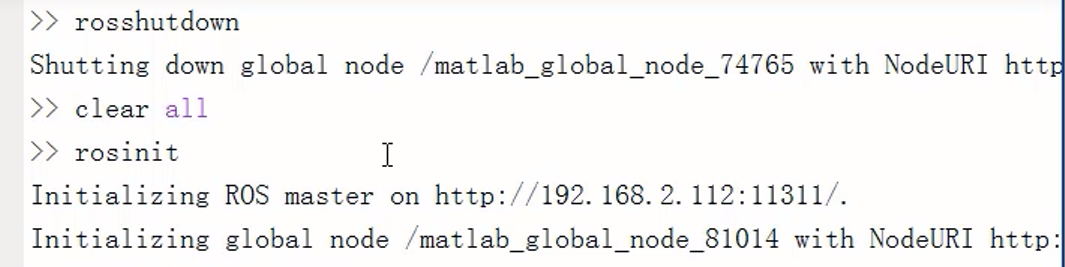 >> rosshutdown
Shutting down global node /matlab_global_node_74765 with NodeURI http
>> clear all
>> rosinit
Initializing ROS master on http://192.168.2.112:11311/.
Initializing global node /matlab_global_node_81014 with NodeURI http: